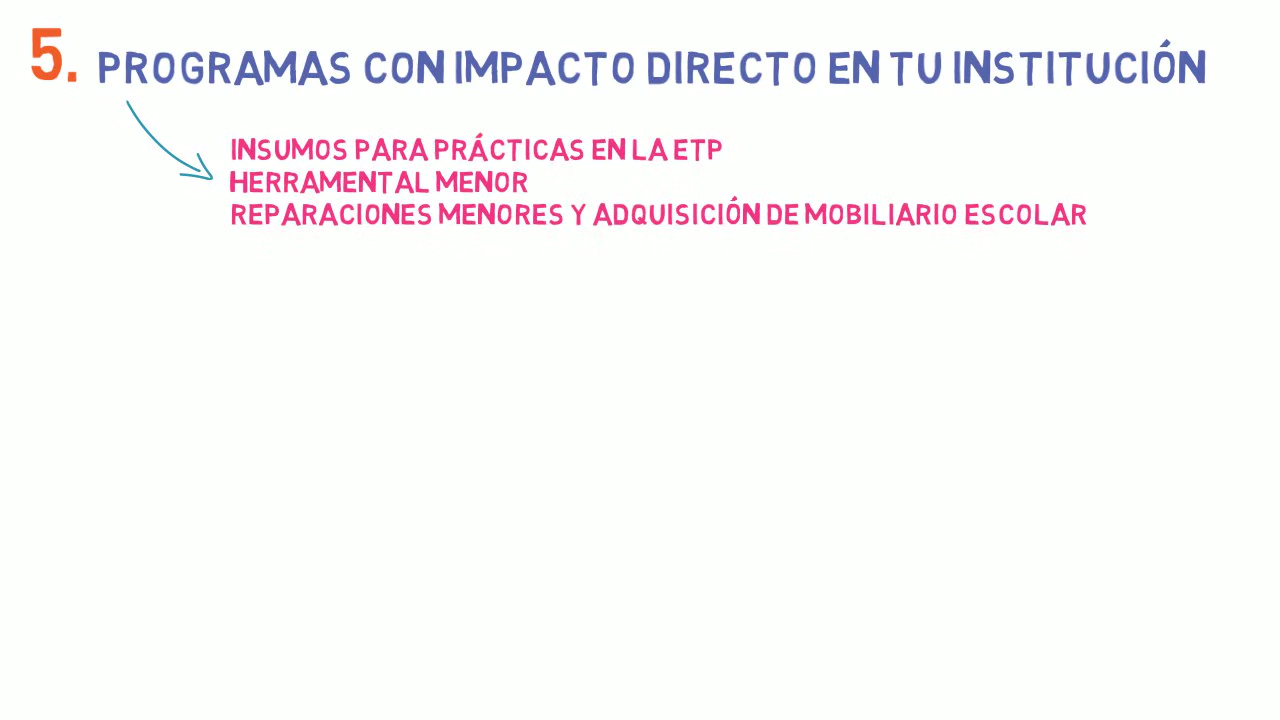 5. PROGRAMAS CON IMPACTO DIRECTO EN TU INSTITUCIÓN
INSUMOS PARA PRÁCTICAS EN LA ETP
HERRAMENTAL MENOR
REPARACIONES MENORES Y ADQUISICIÓN DE MOBILIARIO ESCOLAR